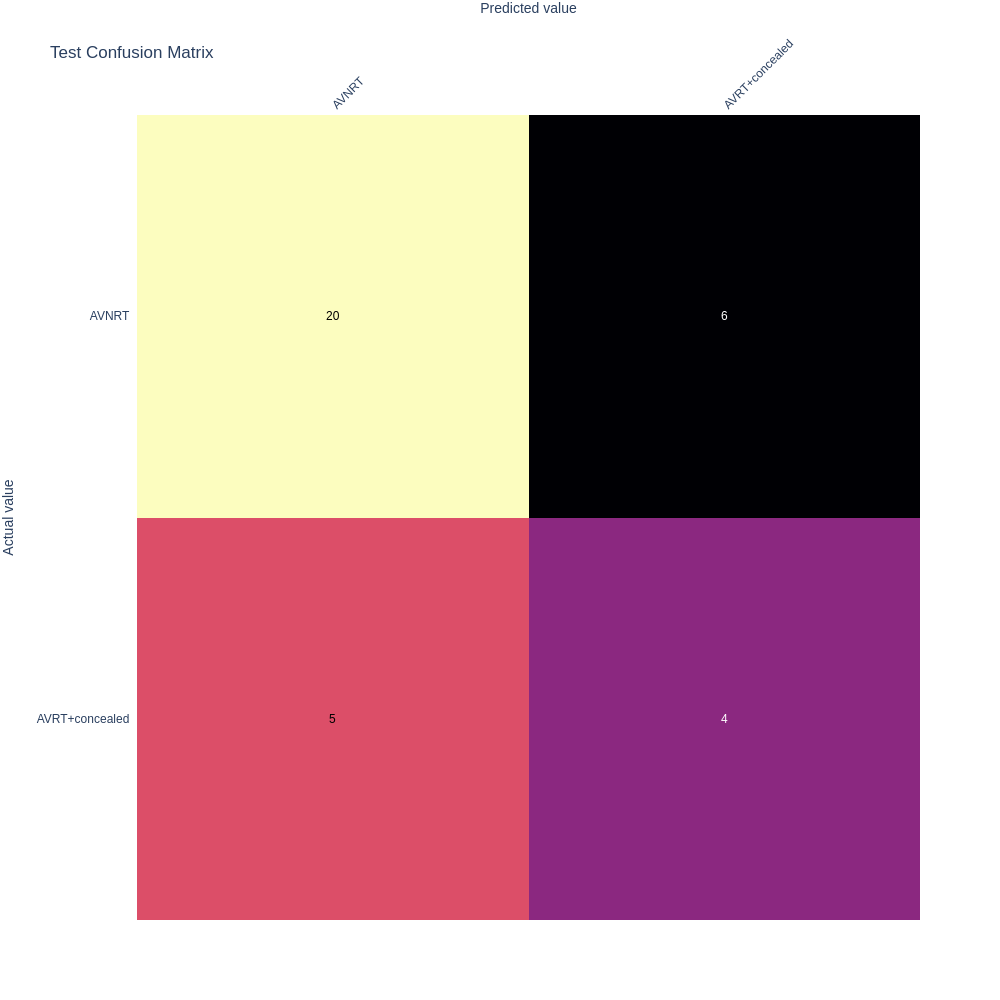 Predicted value
Test Confusion Matrix
AVNRT
AVRT+concealed
AVNRT
20
6
Actual value
AVRT+concealed
5
4